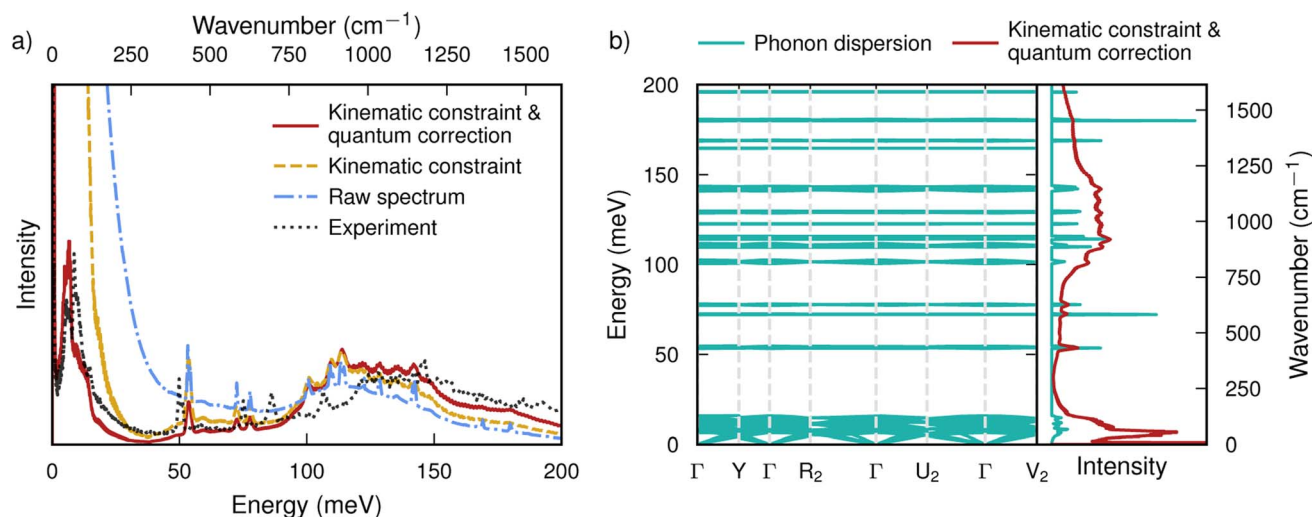 a)
Wavenumber (cm⁻¹)
0 250 500 750 1000 1250 1500
Intensity
Kinematic constraint &
quantum correction
Kinematic constraint
Raw spectrum
Experiment
0 50 100 150 200
Energy (meV)
b)
Phonon dispersion
Kinematic constraint &
quantum correction
Energy (meV)
200
150
100
50
0
Γ Y Γ R₂ Γ U₂ Γ V₂
Intensity
1500
1250
1000
750
500
250
0
Wavenumber (cm⁻¹)